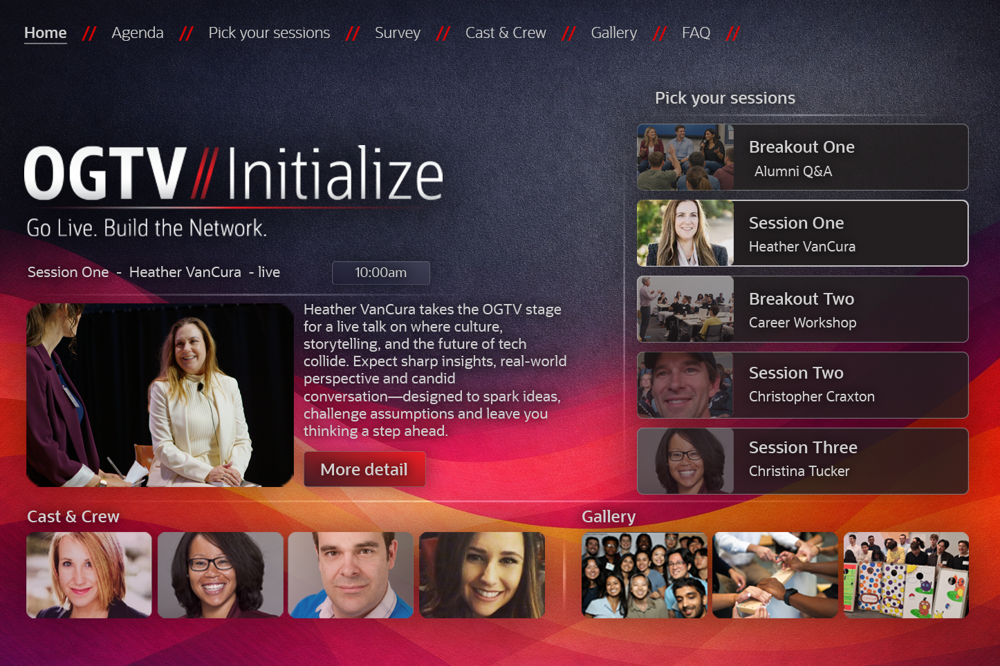 Home // Agenda // Pick your sessions // Survey // Cast & Crew // Gallery // FAQ //
OGTV//Initialize
Go Live. Build the Network.
Session One - Heather VanCura - live
10:00am
Heather VanCura takes the OGTV stage
for a live talk on where culture,
storytelling, and the future of tech
collide. Expect sharp insights, real-world
perspective and candid
conversation—designed to spark ideas,
challenge assumptions and leave you
thinking a step ahead.
More detail
Pick your sessions
Breakout One
Alumni Q&A
Session One
Heather VanCura
Breakout Two
Career Workshop
Session Two
Christopher Craxton
Session Three
Christina Tucker
Cast & Crew
Gallery